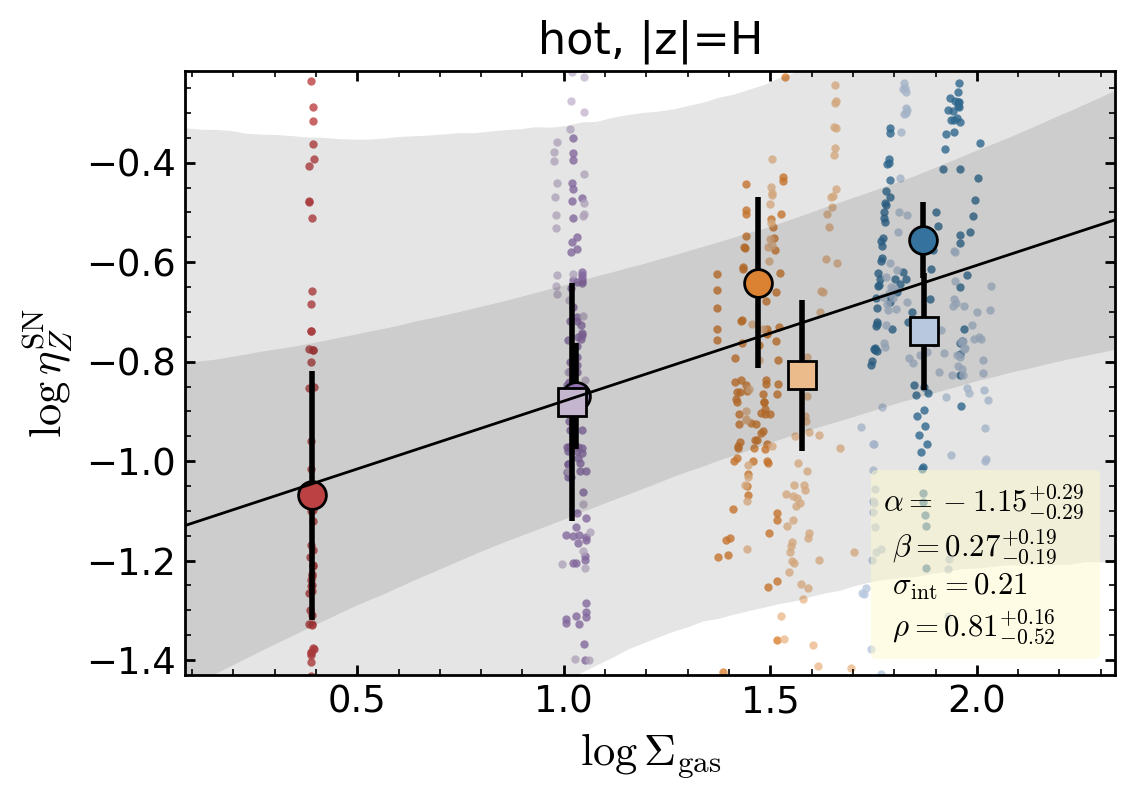 hot, |z|=H
log η_Z^SN
−0.4
−0.6
−0.8
−1.0
−1.2
−1.4
α = − 1.15^{+0.29}_{−0.29}
β = 0.27^{+0.19}_{−0.19}
σ_int = 0.21
ρ = 0.81^{+0.16}_{−0.52}
0.5 1.0 1.5 2.0
log Σ_gas